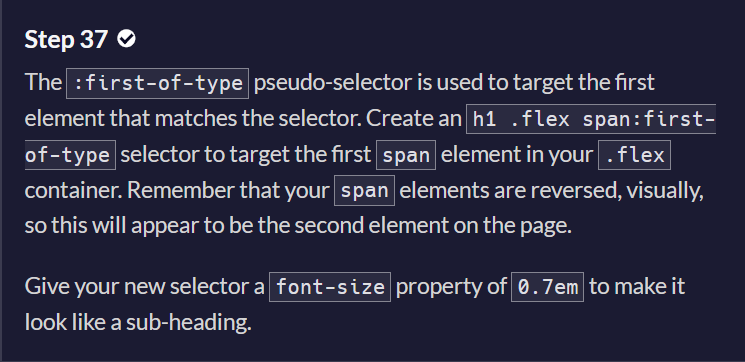 Step 37
The :first-of-type pseudo-selector is used to target the first
element that matches the selector. Create an h1 .flex span:first-
of-type selector to target the first span element in your .flex
container. Remember that your span elements are reversed, visually,
so this will appear to be the second element on the page.
Give your new selector a font-size property of 0.7em to make it
look like a sub-heading.